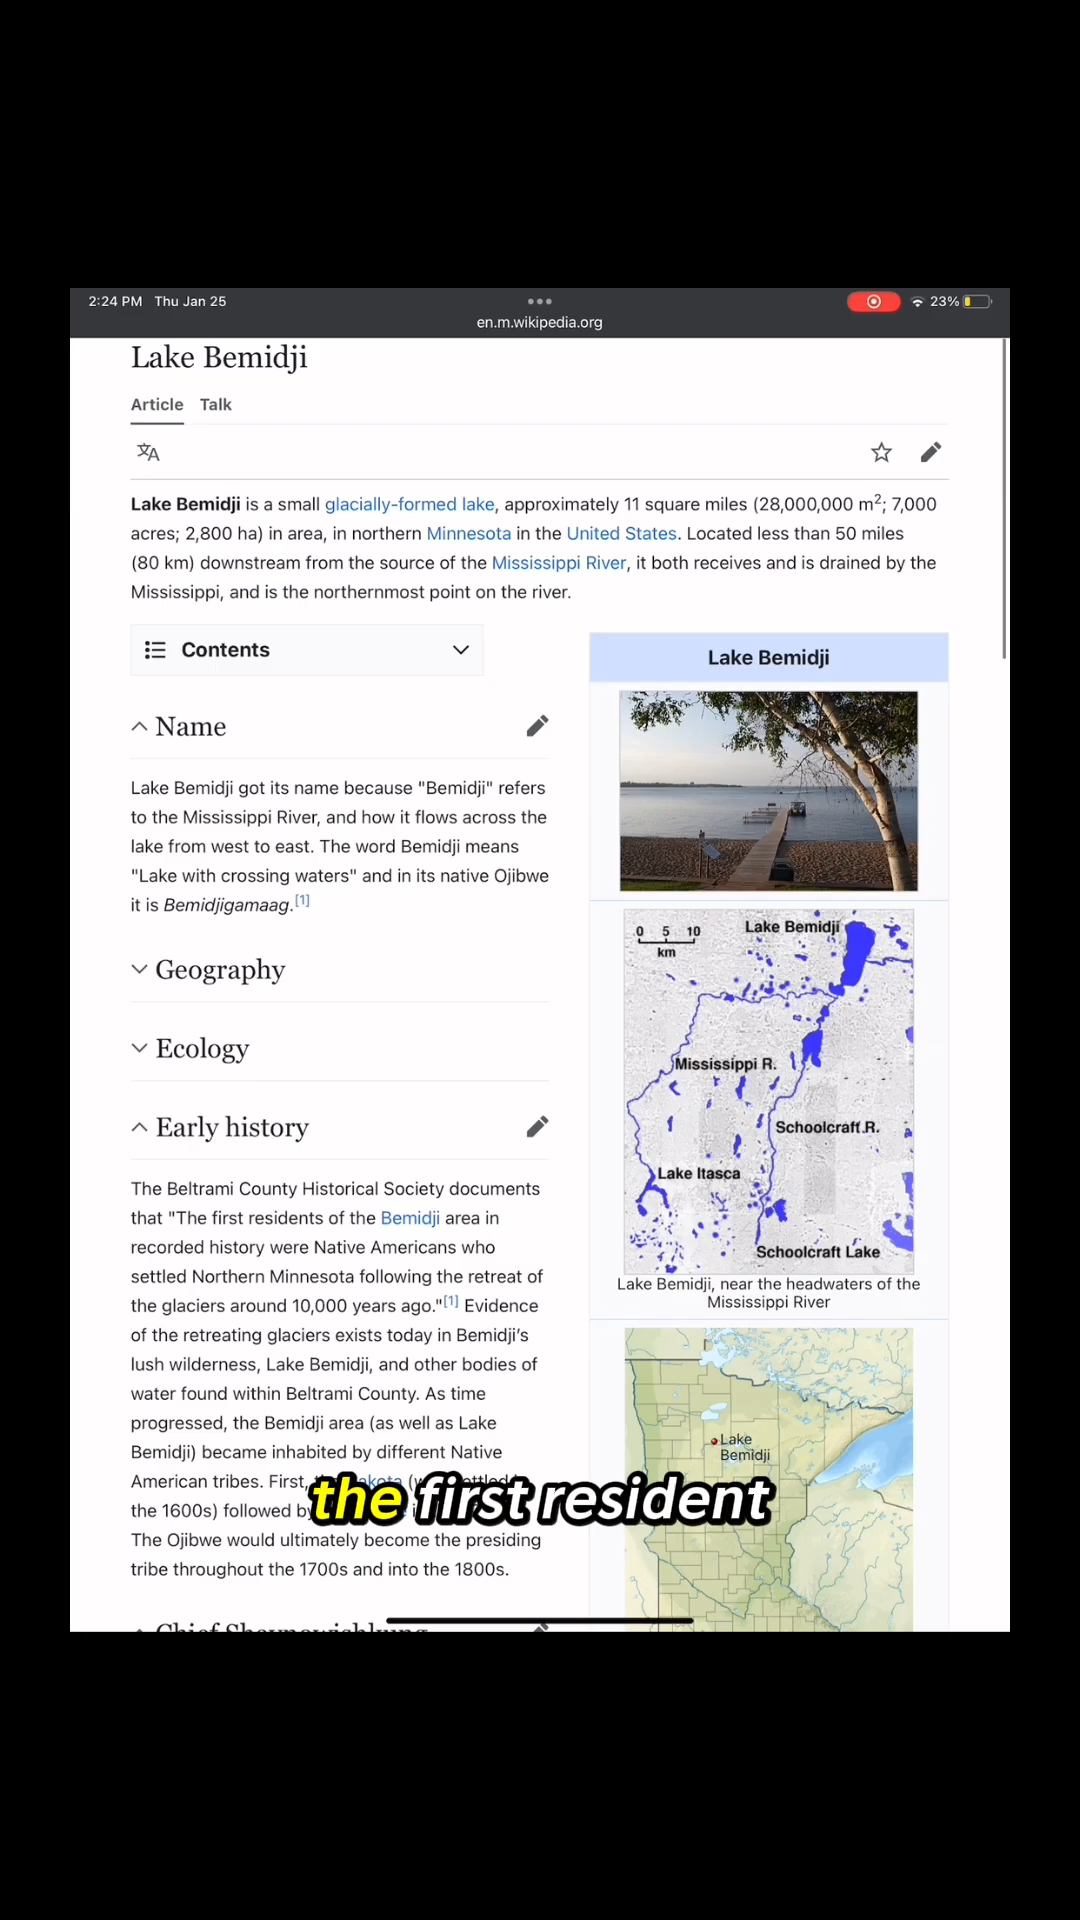 2:24 PM Thu Jan 25
23%
en.m.wikipedia.org
Lake Bemidji
Article Talk
Lake Bemidji is a small glacially-formed lake, approximately 11 square miles (28,000,000 m²; 7,000
acres; 2,800 ha) in area, in northern Minnesota in the United States. Located less than 50 miles
(80 km) downstream from the source of the Mississippi River, it both receives and is drained by the
Mississippi, and is the northernmost point on the river.
Contents
Name
Lake Bemidji got its name because "Bemidji" refers
to the Mississippi River, and how it flows across the
lake from west to east. The word Bemidji means
"Lake with crossing waters" and in its native Ojibwe
it is Bemidjigamaag.[1]
Geography
Ecology
Early history
The Beltrami County Historical Society documents
that "The first residents of the Bemidji area in
recorded history were Native Americans who
settled Northern Minnesota following the retreat of
the glaciers around 10,000 years ago."[1] Evidence
of the retreating glaciers exists today in Bemidji's
lush wilderness, Lake Bemidji, and other bodies of
water found within Beltrami County. As time
progressed, the Bemidji area (as well as Lake
Bemidji) became inhabited by different Native
American tribes. First,
the 1600s) followed by
The Ojibwe would ultimately become the presiding
tribe throughout the 1700s and into the 1800s.
Lake Bemidji
0 5 10
km
Lake Bemidji
Mississippi R.
Schoolcraft R.
Lake Itasca
Schoolcraft Lake
Lake Bemidji, near the headwaters of the
Mississippi River
Lake
Bemidji
the first resident